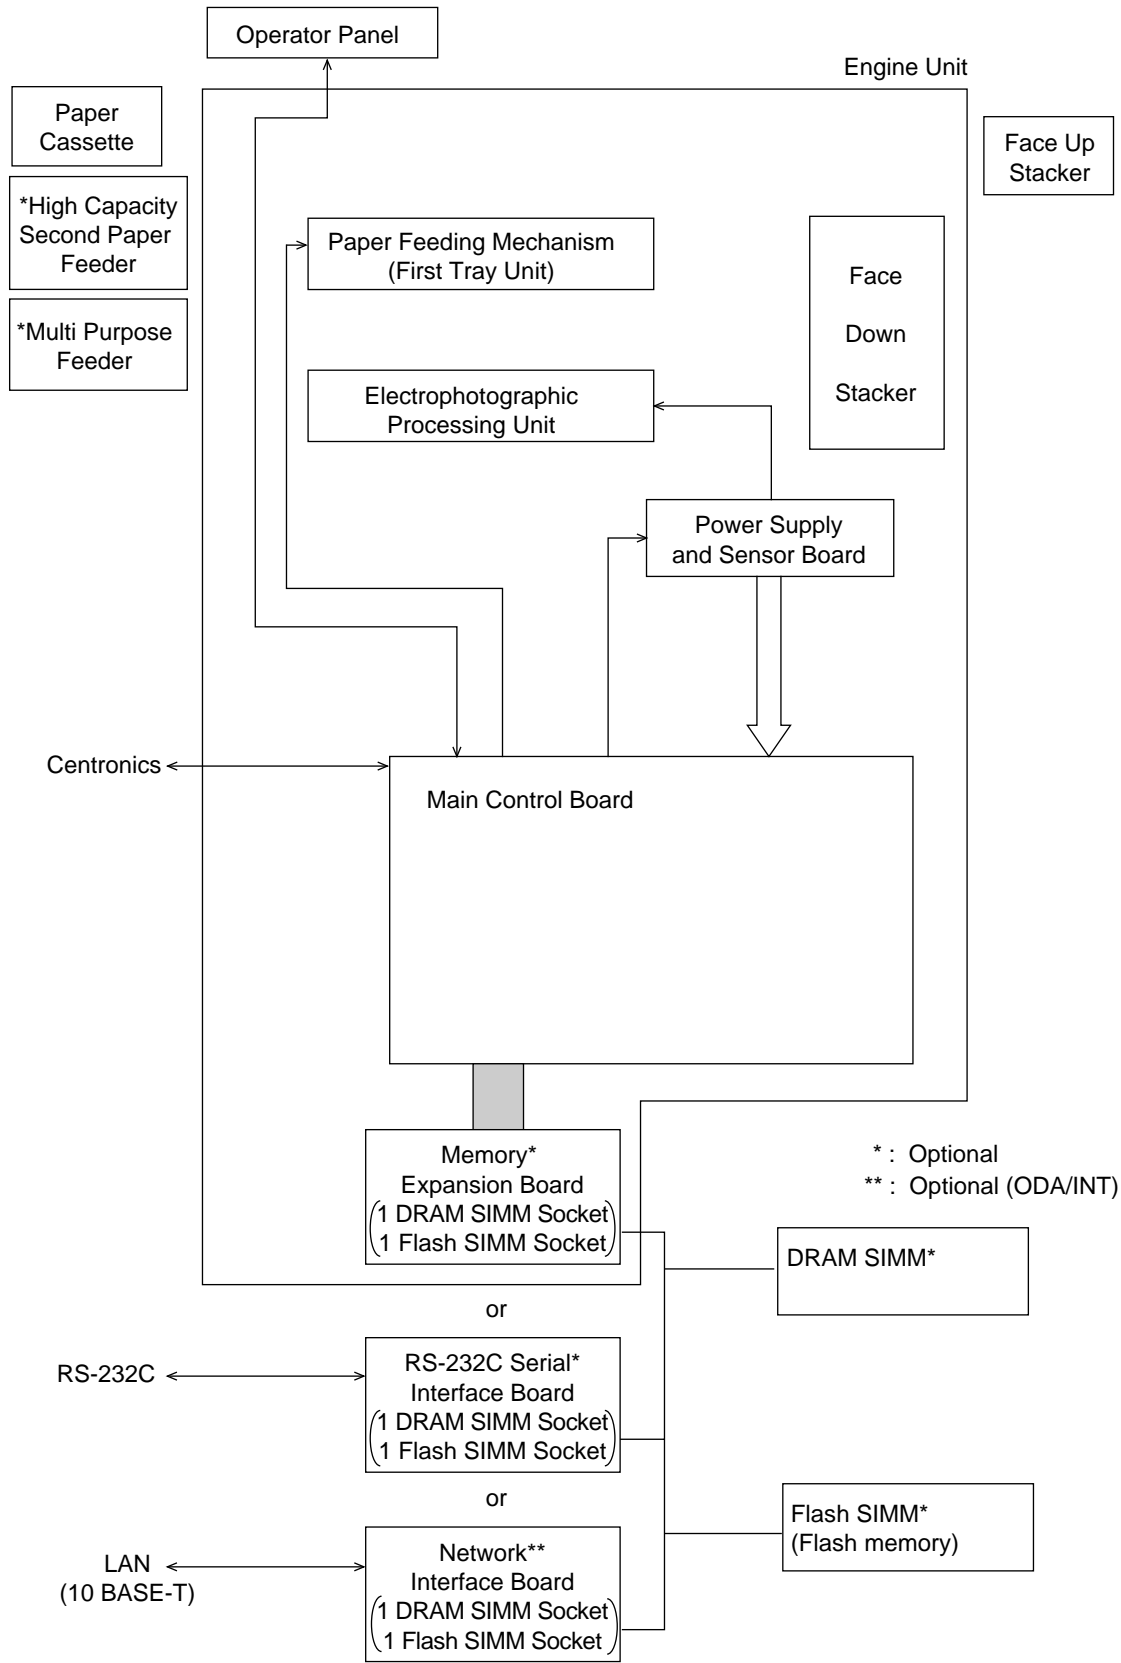 Operator Panel
Engine Unit
Paper
Cassette
Face Up
Stacker
*High Capacity
Second Paper
Feeder
Paper Feeding Mechanism
(First Tray Unit)
Face
Down
Stacker
*Multi Purpose
Feeder
Electrophotographic
Processing Unit
Power Supply
and Sensor Board
Centronics
Main Control Board
Memory*
Expansion Board
(1 DRAM SIMM Socket
1 Flash SIMM Socket)
* : Optional
** : Optional (ODA/INT)
DRAM SIMM*
or
RS-232C
RS-232C Serial*
Interface Board
(1 DRAM SIMM Socket
1 Flash SIMM Socket)
or
Flash SIMM*
(Flash memory)
LAN
(10 BASE-T)
Network**
Interface Board
(1 DRAM SIMM Socket
1 Flash SIMM Socket)